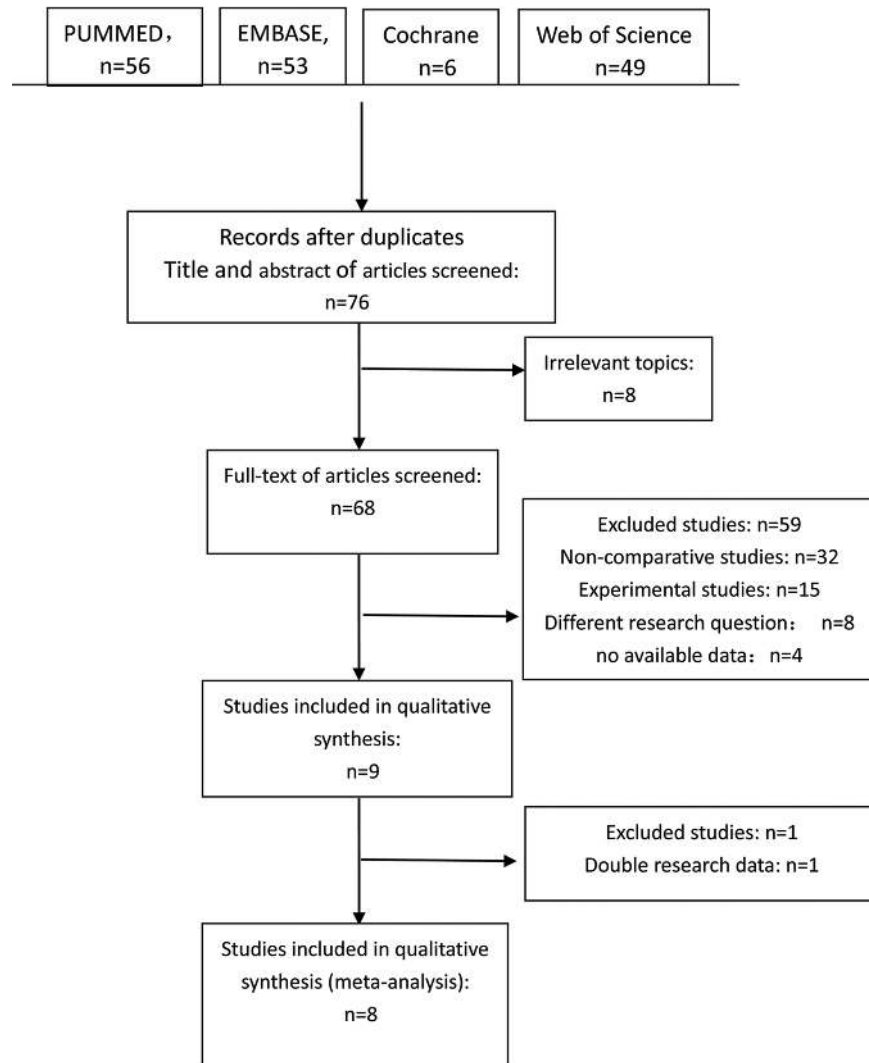 PUMMED，
n=56
EMBASE,
n=53
Cochrane
n=6
Web of Science
n=49
Records after duplicates
Title and abstract of articles screened:
n=76
Irrelevant topics:
n=8
Full-text of articles screened:
n=68
Excluded studies: n=59
Non-comparative studies: n=32
Experimental studies: n=15
Different research question： n=8
no available data：n=4
Studies included in qualitative
synthesis:
n=9
Excluded studies: n=1
Double research data: n=1
Studies included in qualitative
synthesis (meta-analysis):
n=8